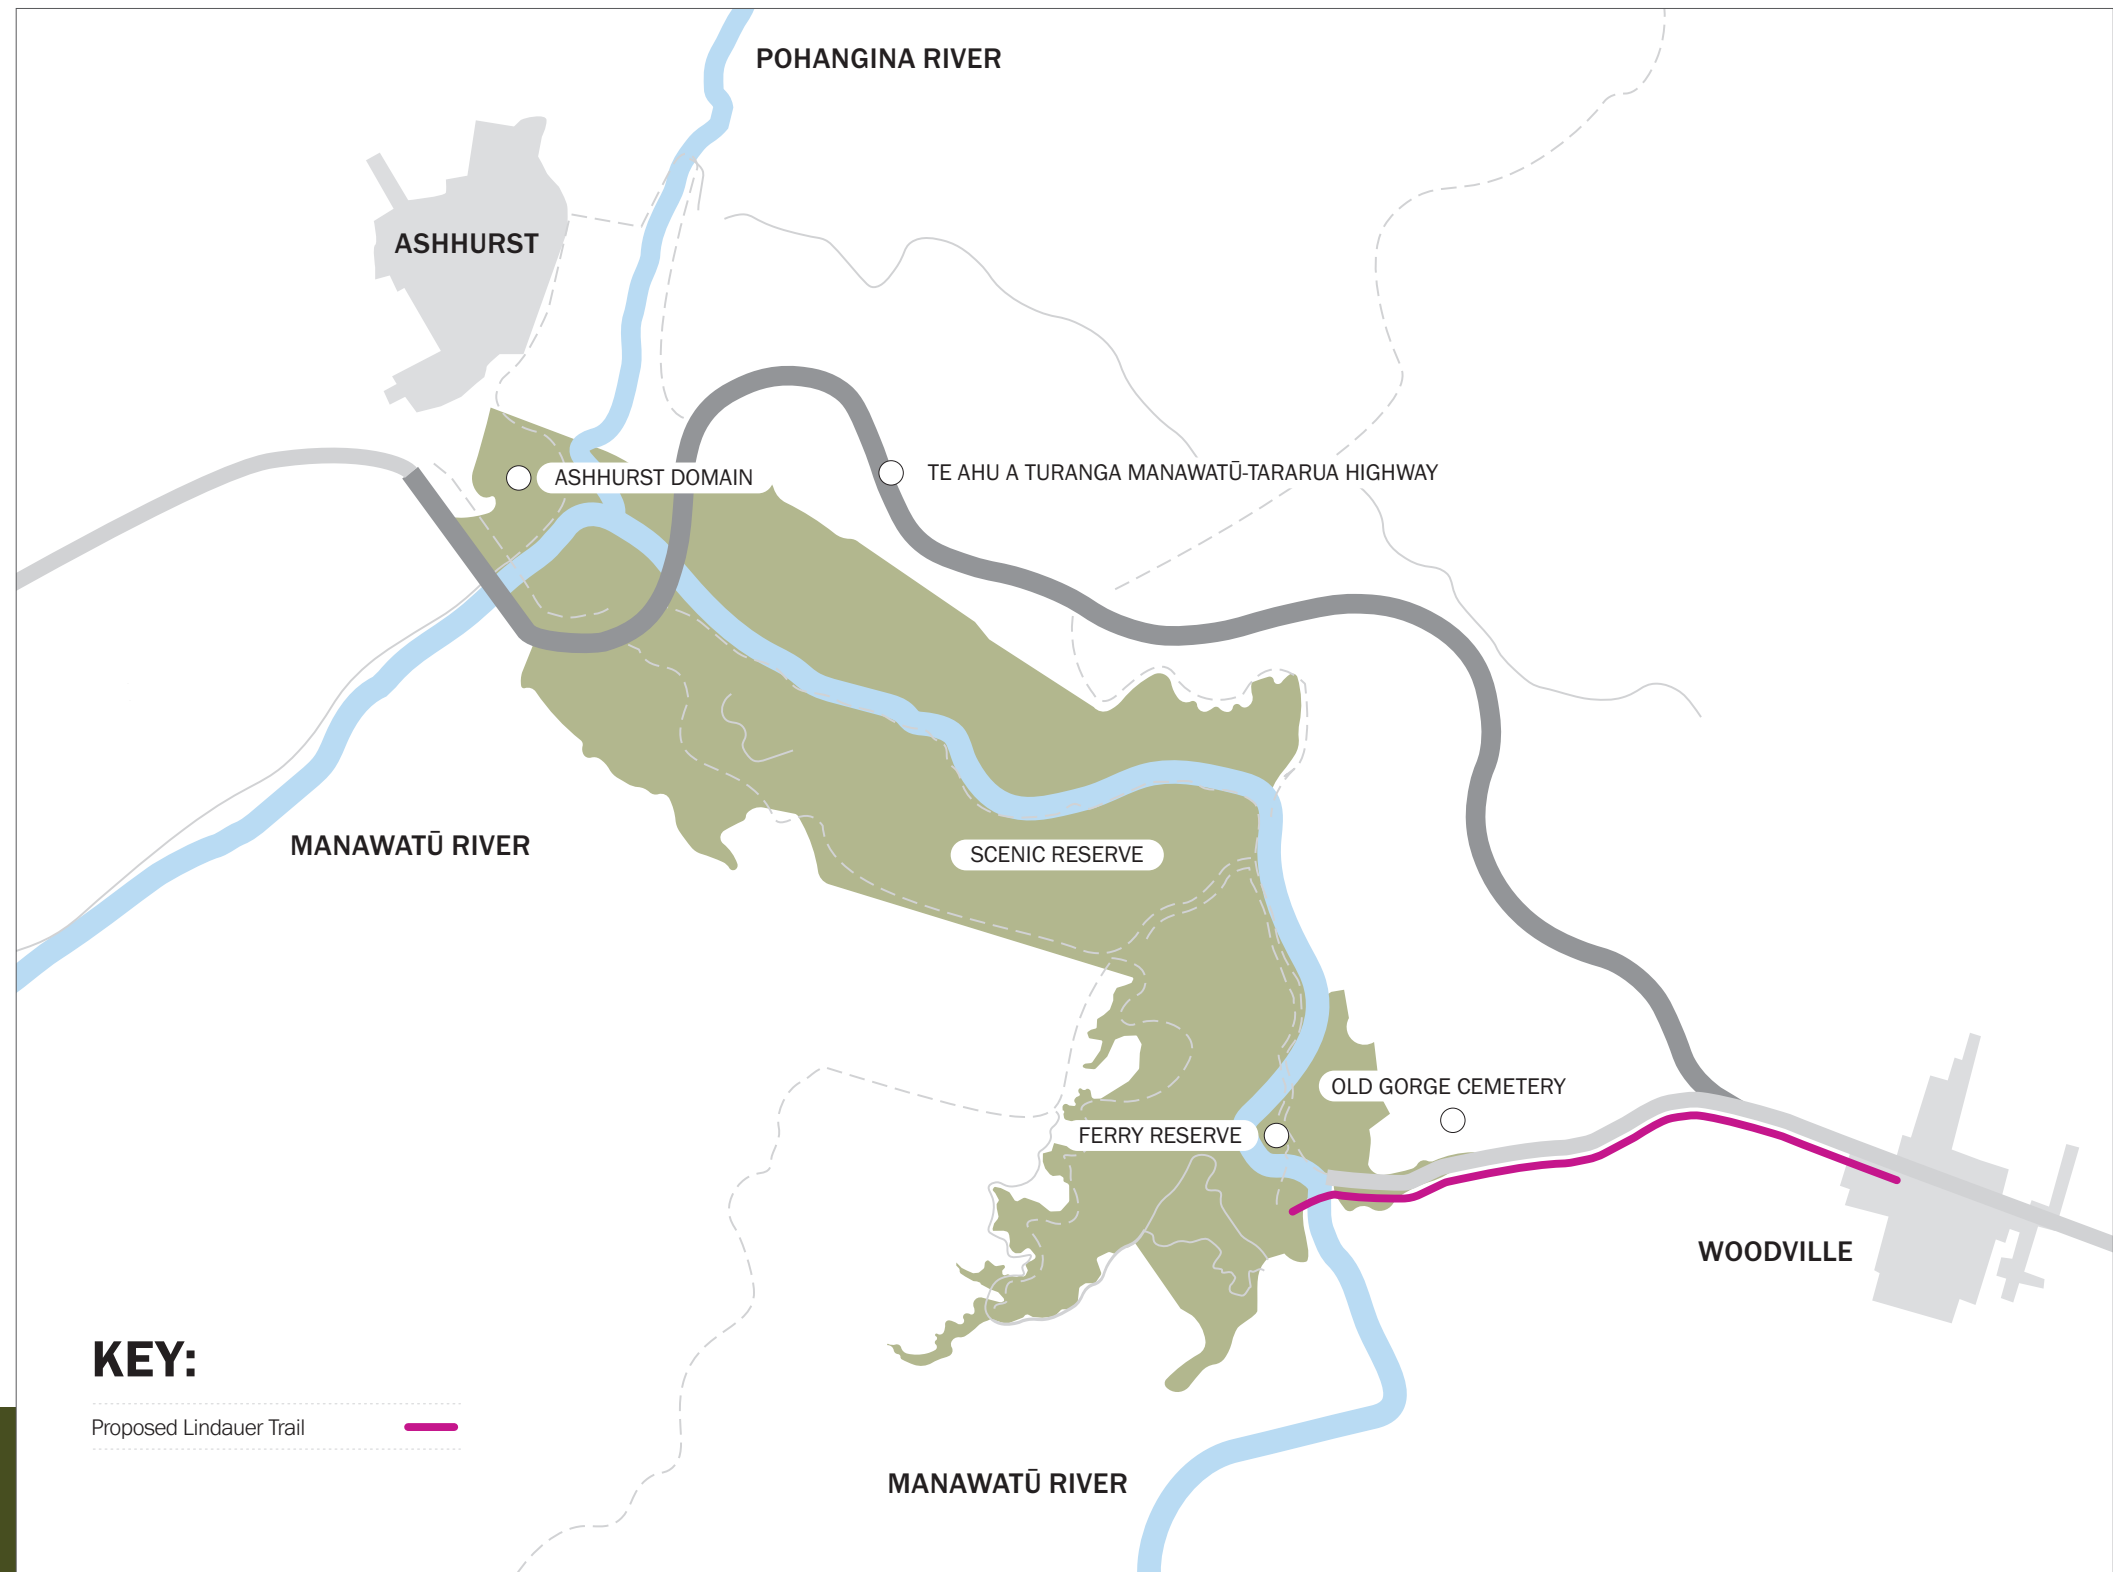 POHANGINA RIVER
ASHHURST
TE AHU A TURANGA MANAWATŪ-TARARUA HIGHWAY
ASHHURST DOMAIN
MANAWATŪ RIVER
SCENIC RESERVE
OLD GORGE CEMETERY
FERRY RESERVE
WOODVILLE
KEY:
Proposed Lindauer Trail
MANAWATŪ RIVER